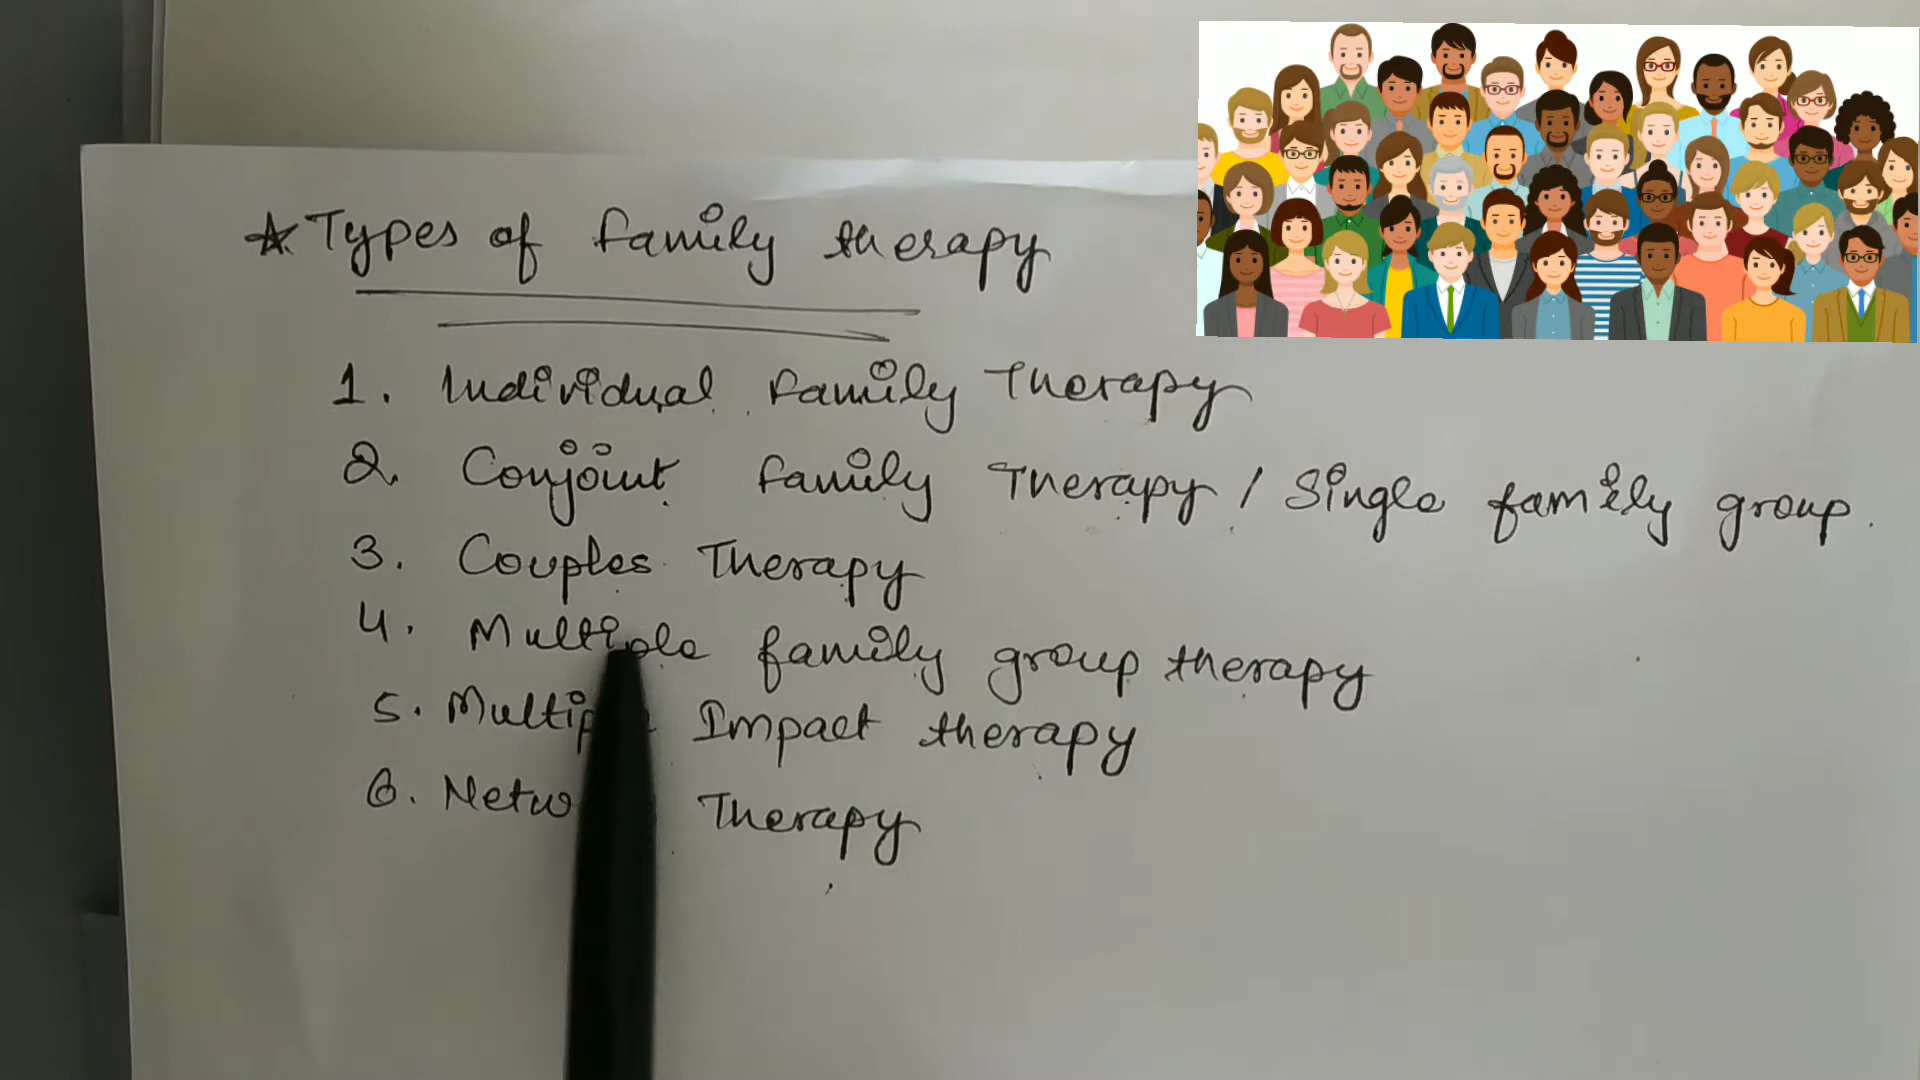 ★ Types of family therapy
1. Individual family Therapy
2. Conjoint family Therapy / Single family group.
3. Couples Therapy
4. Multiple family group therapy
5. Impact therapy
6. Therapy